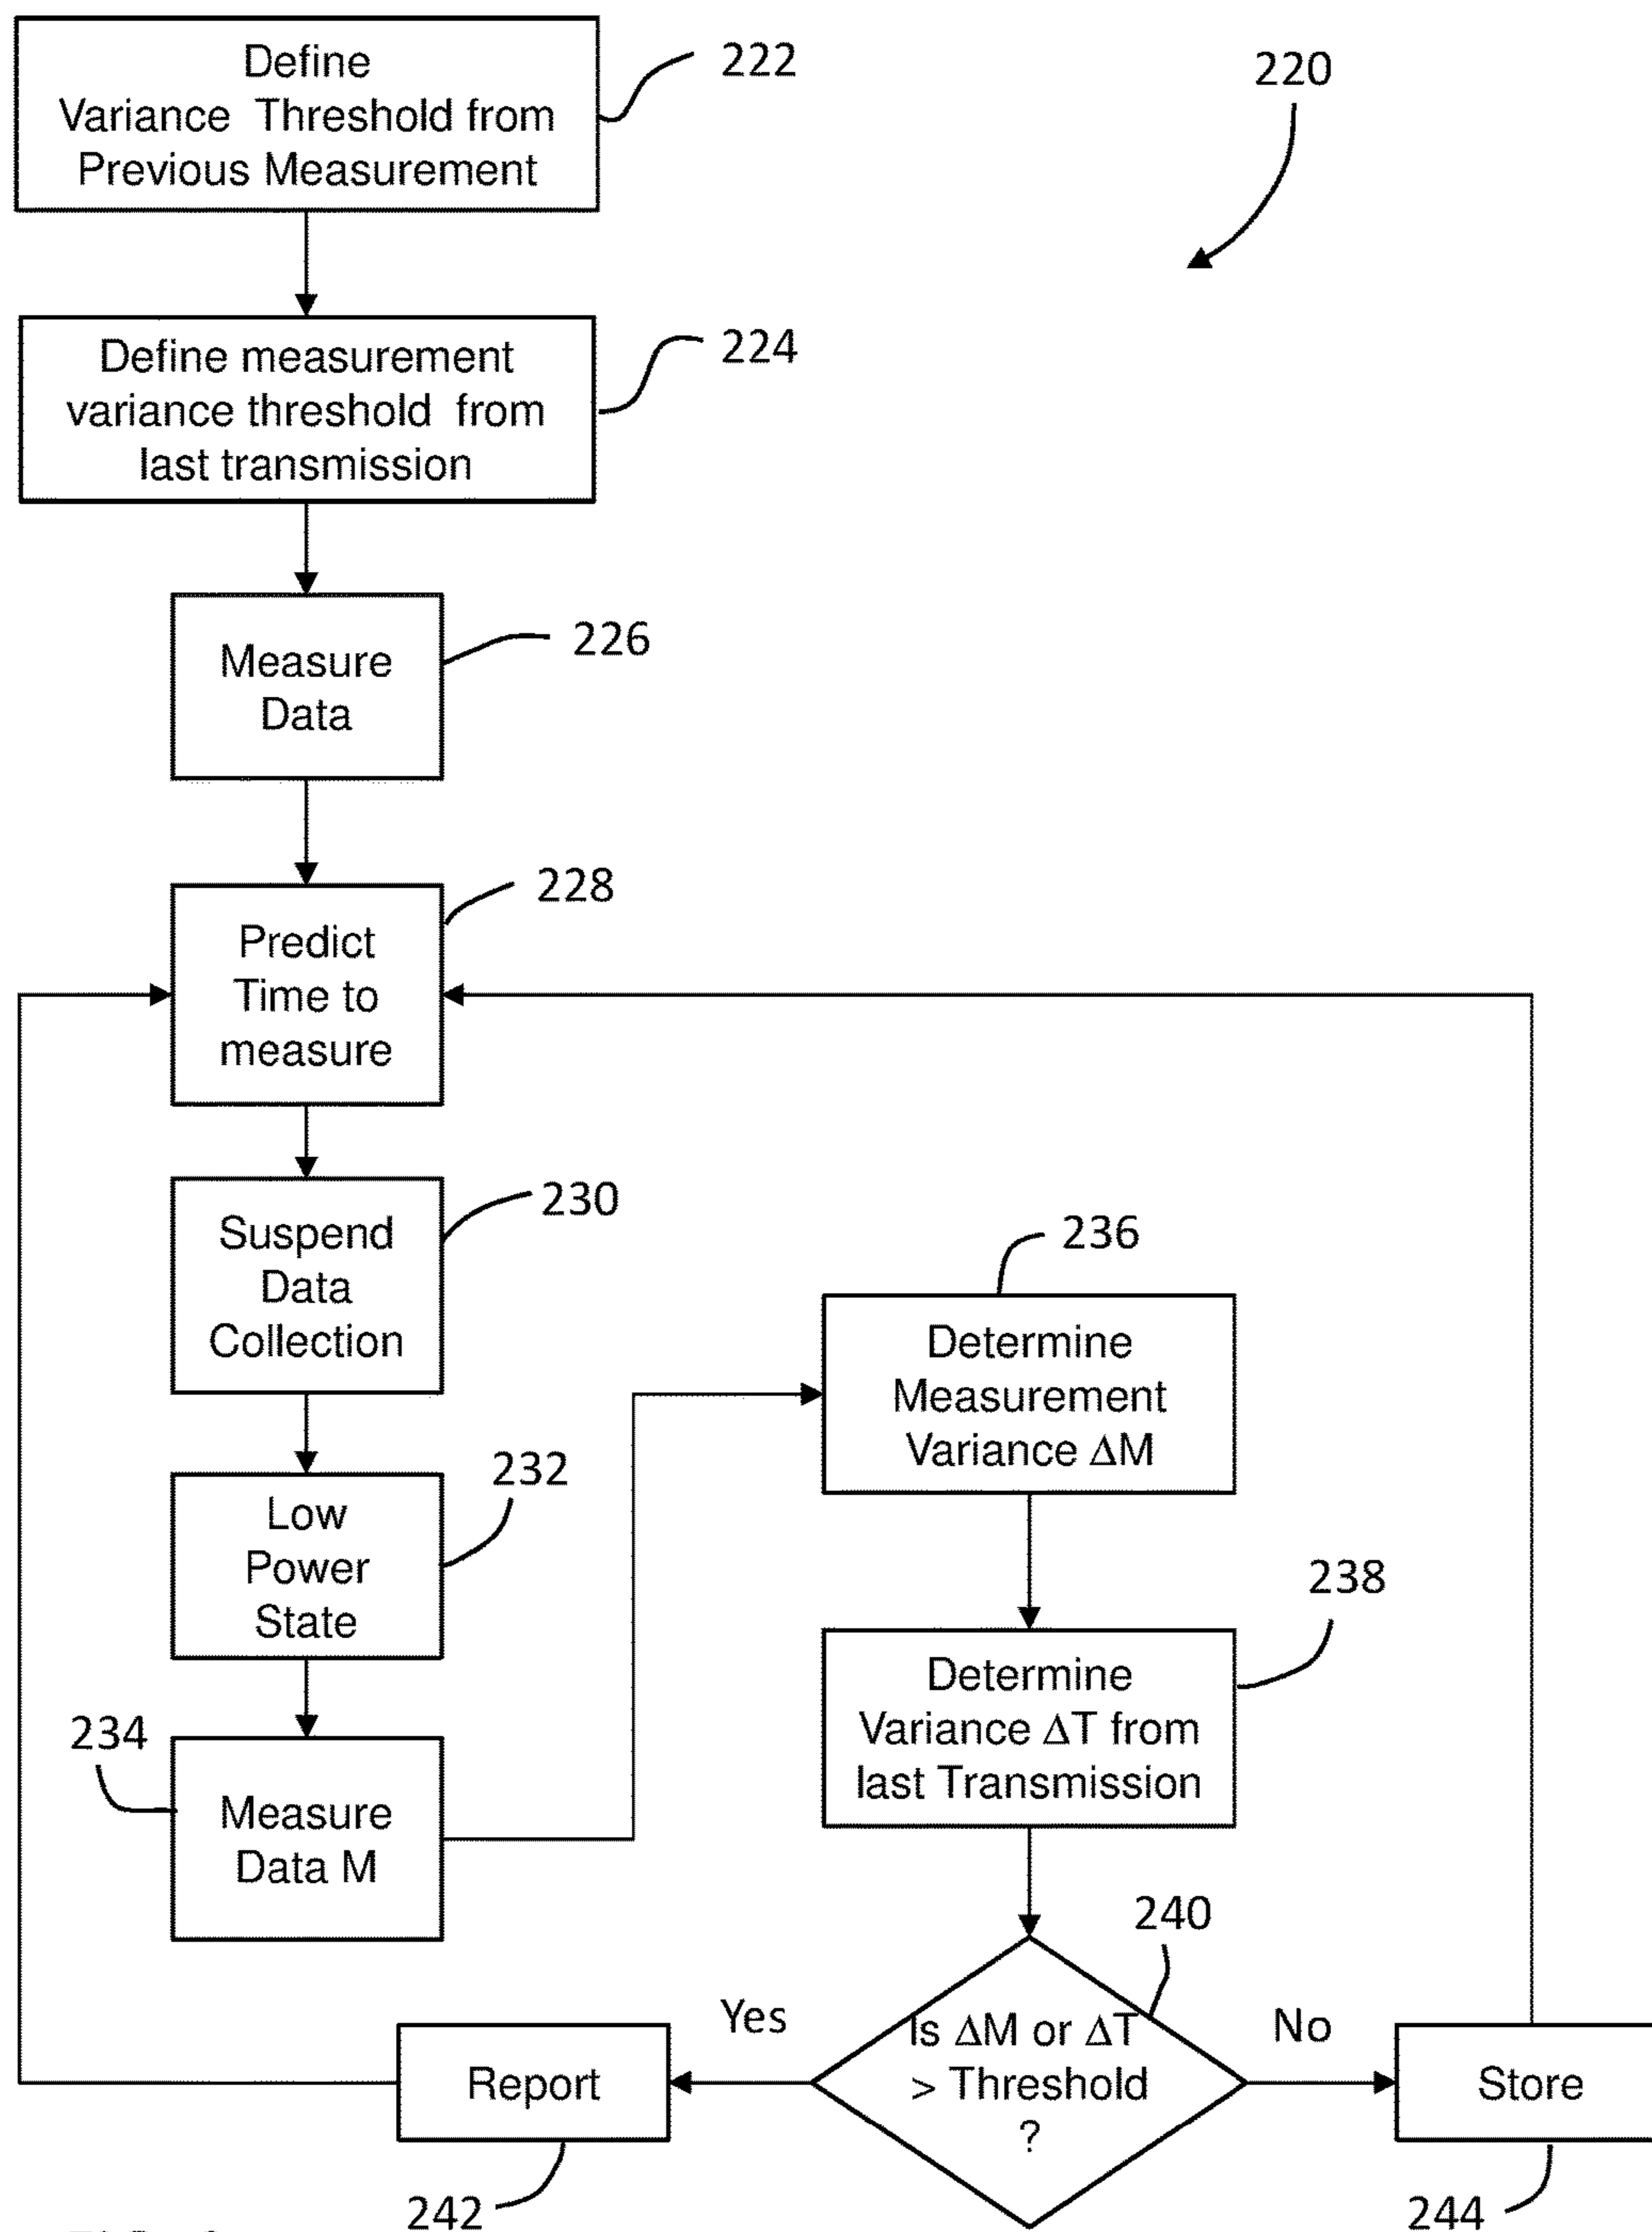 Define
Variance Threshold from
Previous Measurement
222
220
Define measurement
variance threshold from
last transmission
224
Measure
Data
226
Predict
Time to
measure
228
Suspend
Data
Collection
230
Low
Power
State
232
Measure
Data M
234
Determine
Measurement
Variance ΔM
236
Determine
Variance ΔT from
last Transmission
238
Is ΔM or ΔT
> Threshold
?
240
Yes
No
Report
242
Store
244